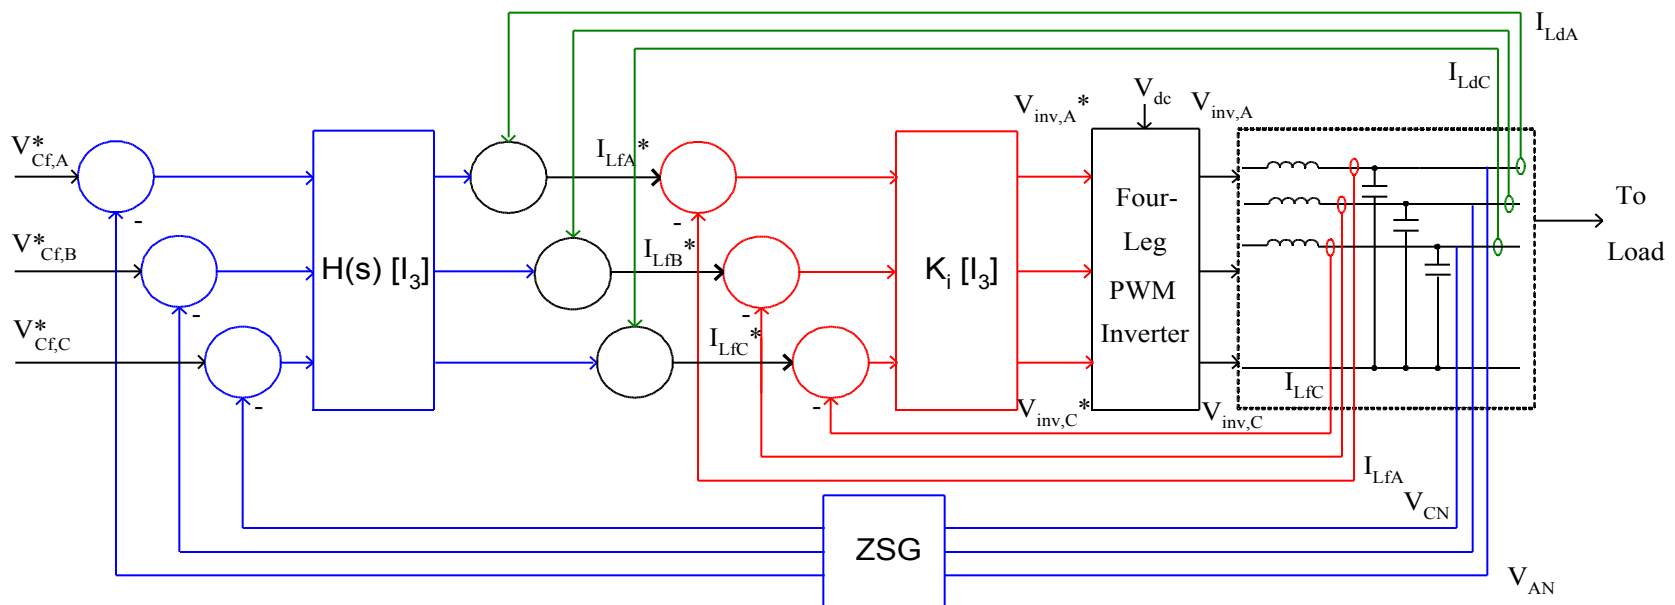 I_LdA
I_LdC
V_dc
V_inv,A*
V_inv,A
V*_Cf,A
I_LfA*
-
-
V*_Cf,B
I_LfB*
-
-
V*_Cf,C
I_LfC*
-
-
H(s) [I_3]
K_i [I_3]
Four-
Leg
PWM
Inverter
To
Load
I_LfC
V_inv,C*
V_inv,C
I_LfA
V_CN
ZSG
V_AN